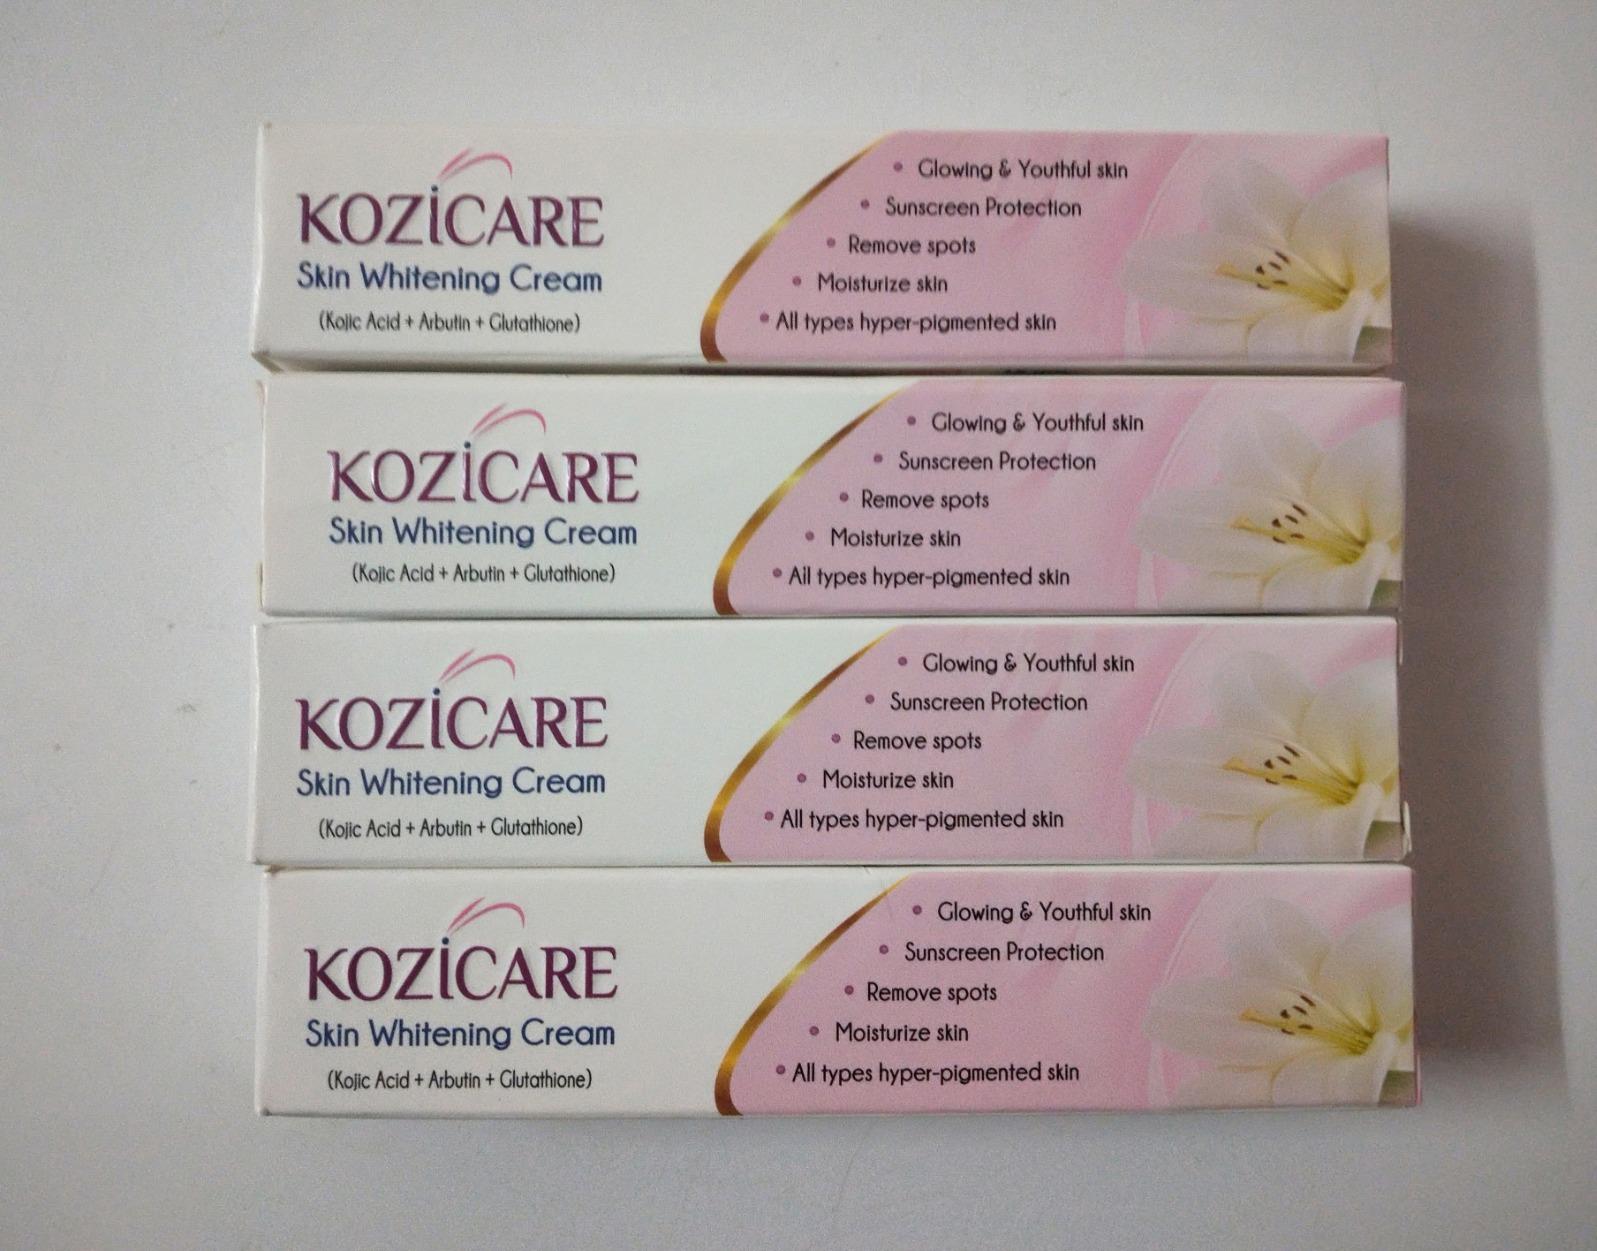 KOZICARE
Skin Whitening Cream
(Kojic Acid + Arbutin + Glutathione)
• Glowing & Youthful skin
• Sunscreen Protection
• Remove spots
• Moisturize skin
• All types hyper-pigmented skin
KOZICARE
Skin Whitening Cream
(Kojic Acid + Arbutin + Glutathione)
• Glowing & Youthful skin
• Sunscreen Protection
• Remove spots
• Moisturize skin
• All types hyper-pigmented skin
KOZICARE
Skin Whitening Cream
(Kojic Acid + Arbutin + Glutathione)
• Glowing & Youthful skin
• Sunscreen Protection
• Remove spots
• Moisturize skin
• All types hyper-pigmented skin
KOZICARE
Skin Whitening Cream
(Kojic Acid + Arbutin + Glutathione)
• Glowing & Youthful skin
• Sunscreen Protection
• Remove spots
• Moisturize skin
• All types hyper-pigmented skin